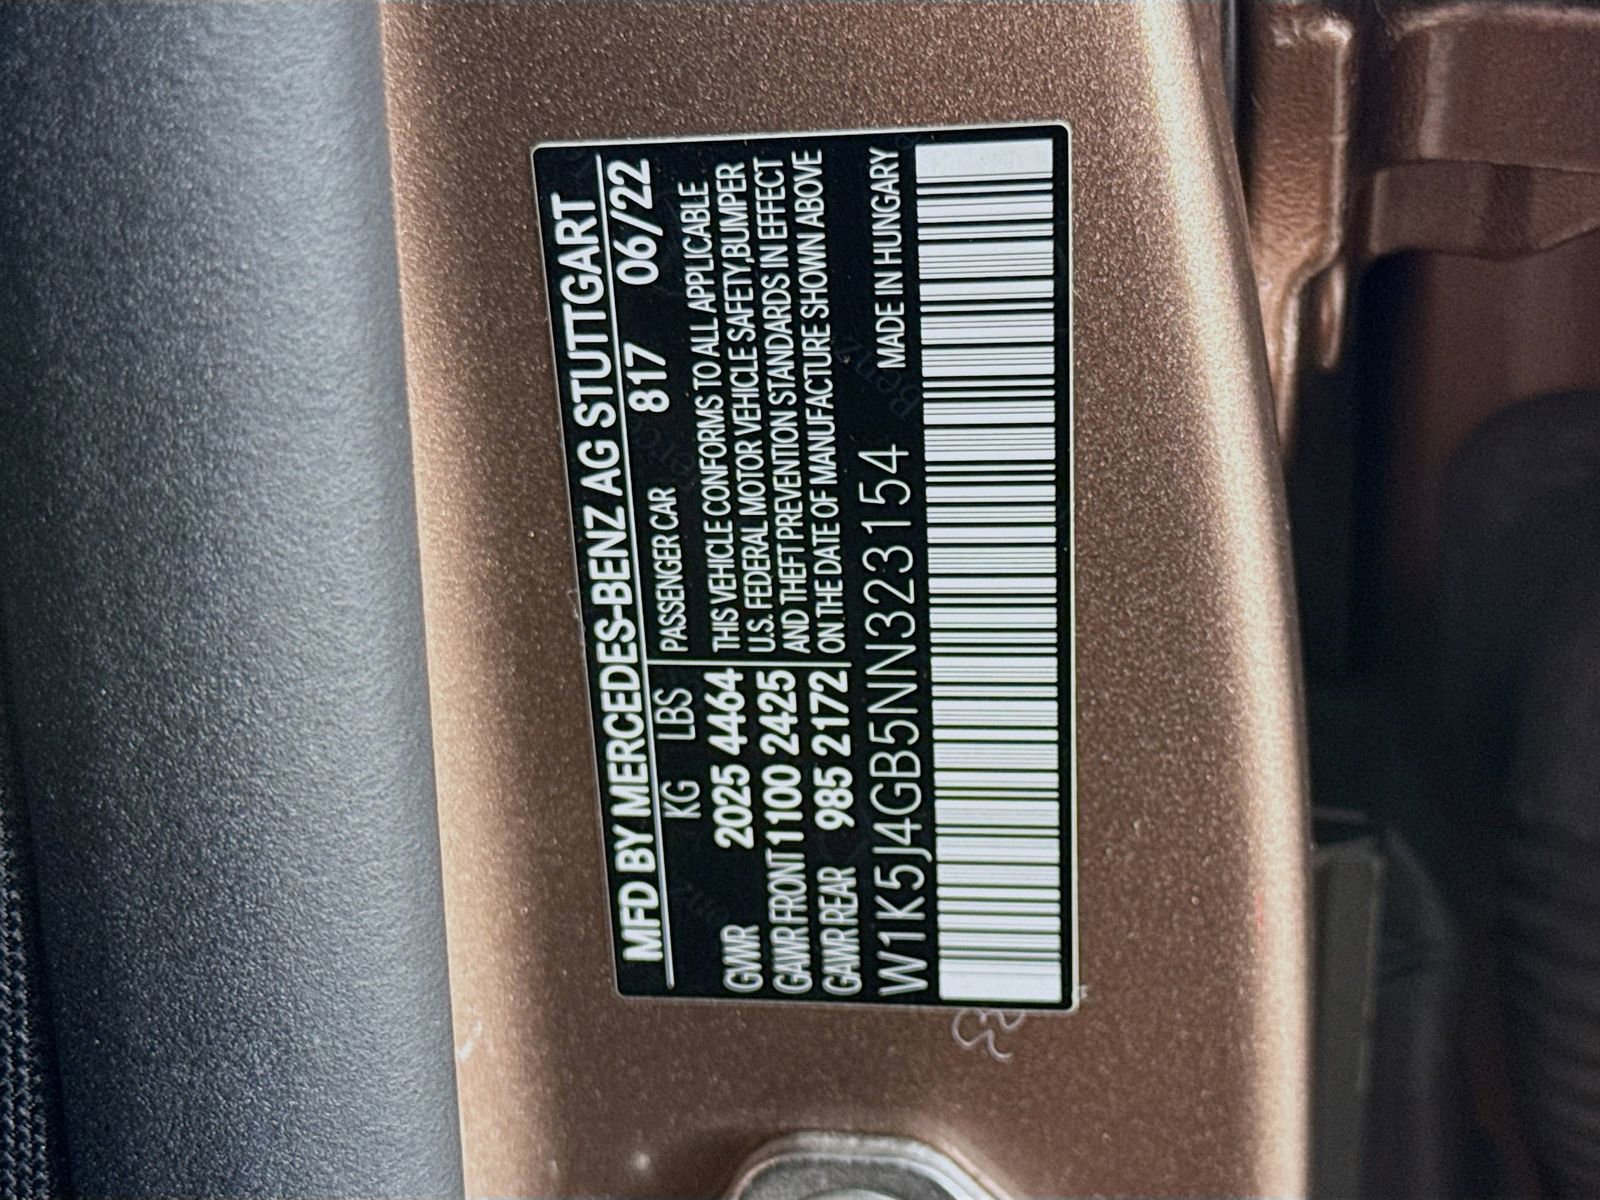 MFD BY MERCEDES-BENZ AG STUTTGART
KG LBS
GVWR 2025 4464
GAWR FRONT 1100 2425
GAWR REAR 985 2172
817 06/22
PASSENGER CAR
THIS VEHICLE CONFORMS TO ALL APPLICABLE
U.S. FEDERAL MOTOR VEHICLE SAFETY,BUMPER
AND THEFT PREVENTION STANDARDS IN EFFECT
ON THE DATE OF MANUFACTURE SHOWN ABOVE
W1K5J4GB5NN323154 MADE IN HUNGARY